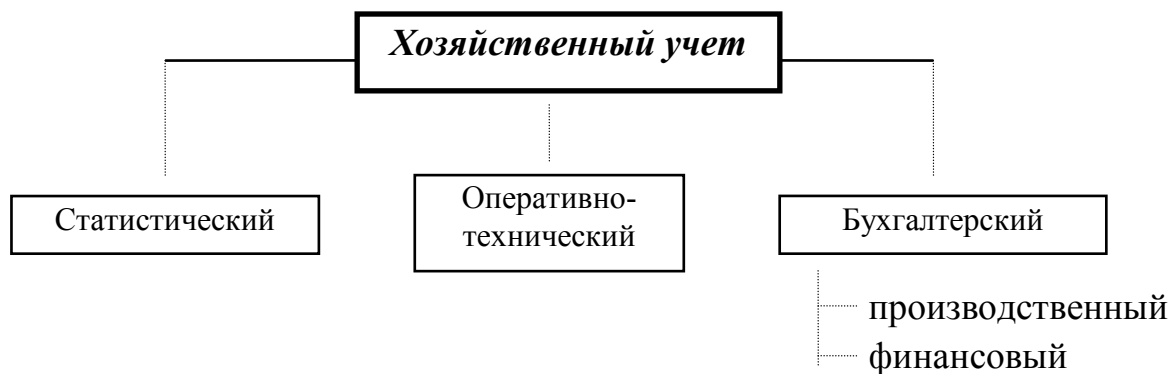 Хозяйственный учет
Статистический
Оперативно-
технический
Бухгалтерский
производственный
финансовый